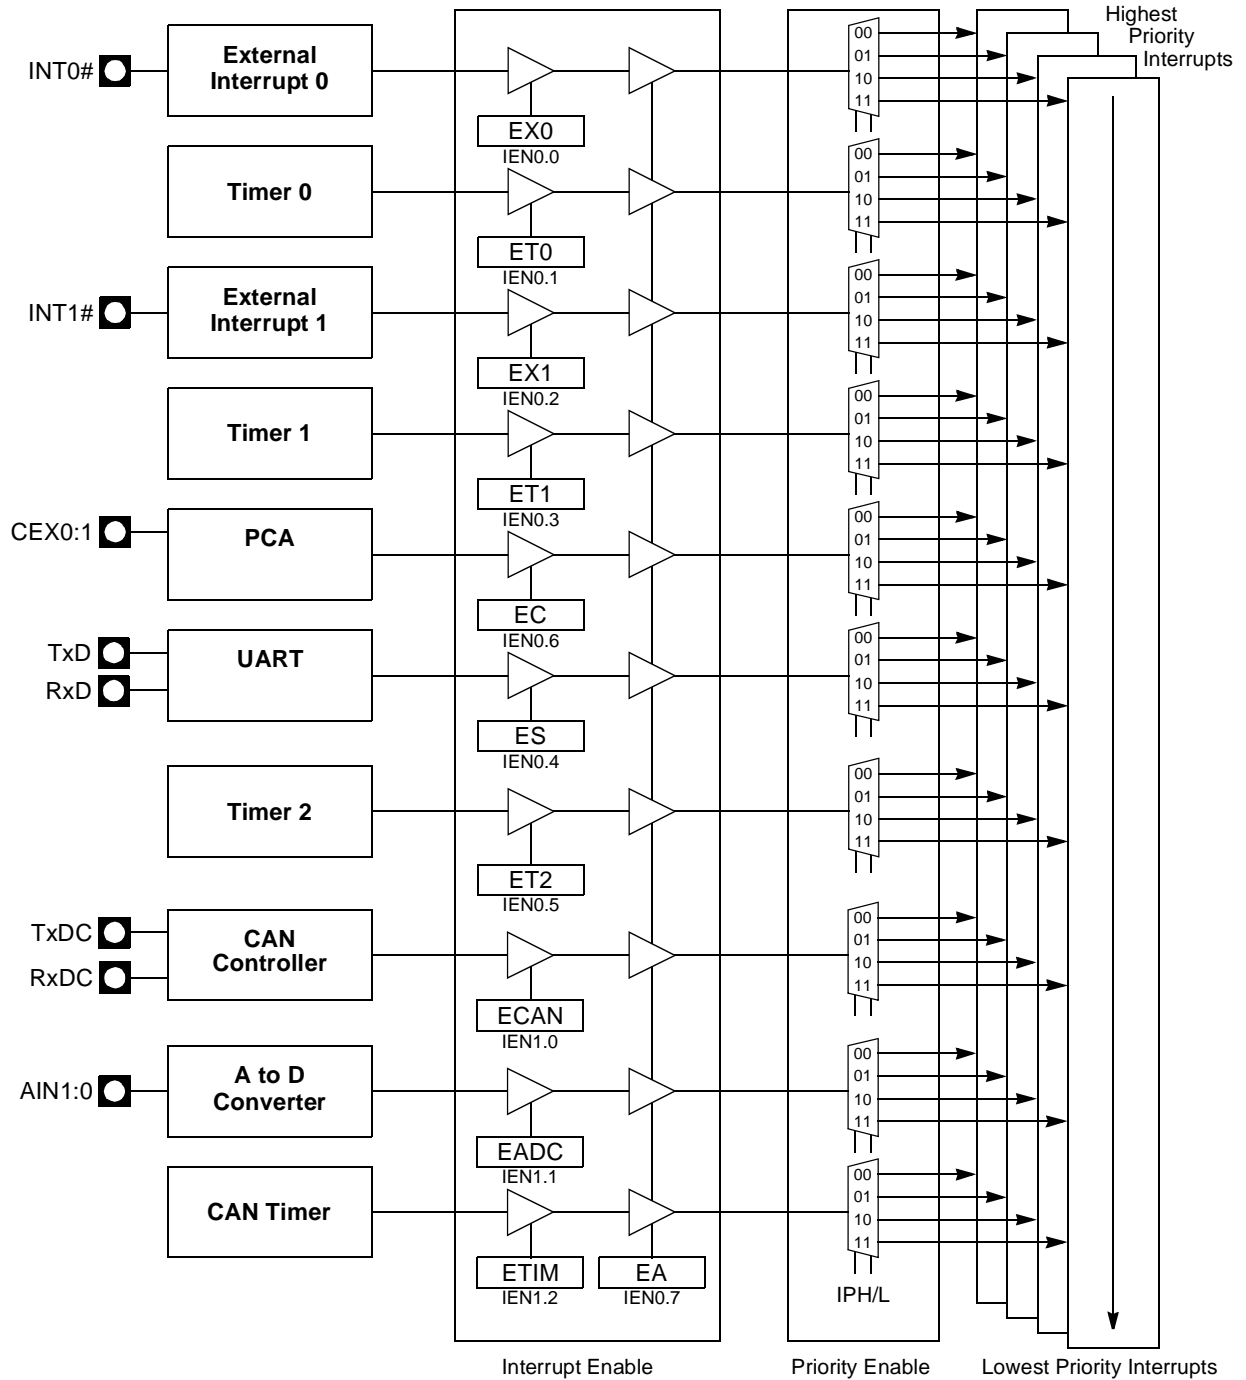 Highest
Priority
Interrupts
INT0#
External
Interrupt 0
EX0
IEN0.0
00
01
10
11
Timer 0
ET0
IEN0.1
00
01
10
11
INT1#
External
Interrupt 1
EX1
IEN0.2
00
01
10
11
Timer 1
ET1
IEN0.3
00
01
10
11
CEX0:1
PCA
EC
IEN0.6
00
01
10
11
TxD
RxD
UART
ES
IEN0.4
00
01
10
11
Timer 2
ET2
IEN0.5
00
01
10
11
TxDC
RxDC
CAN
Controller
ECAN
IEN1.0
00
01
10
11
AIN1:0
A to D
Converter
EADC
IEN1.1
00
01
10
11
CAN Timer
ETIM
IEN1.2
EA
IEN0.7
00
01
10
11
IPH/L
Interrupt Enable
Priority Enable
Lowest Priority Interrupts